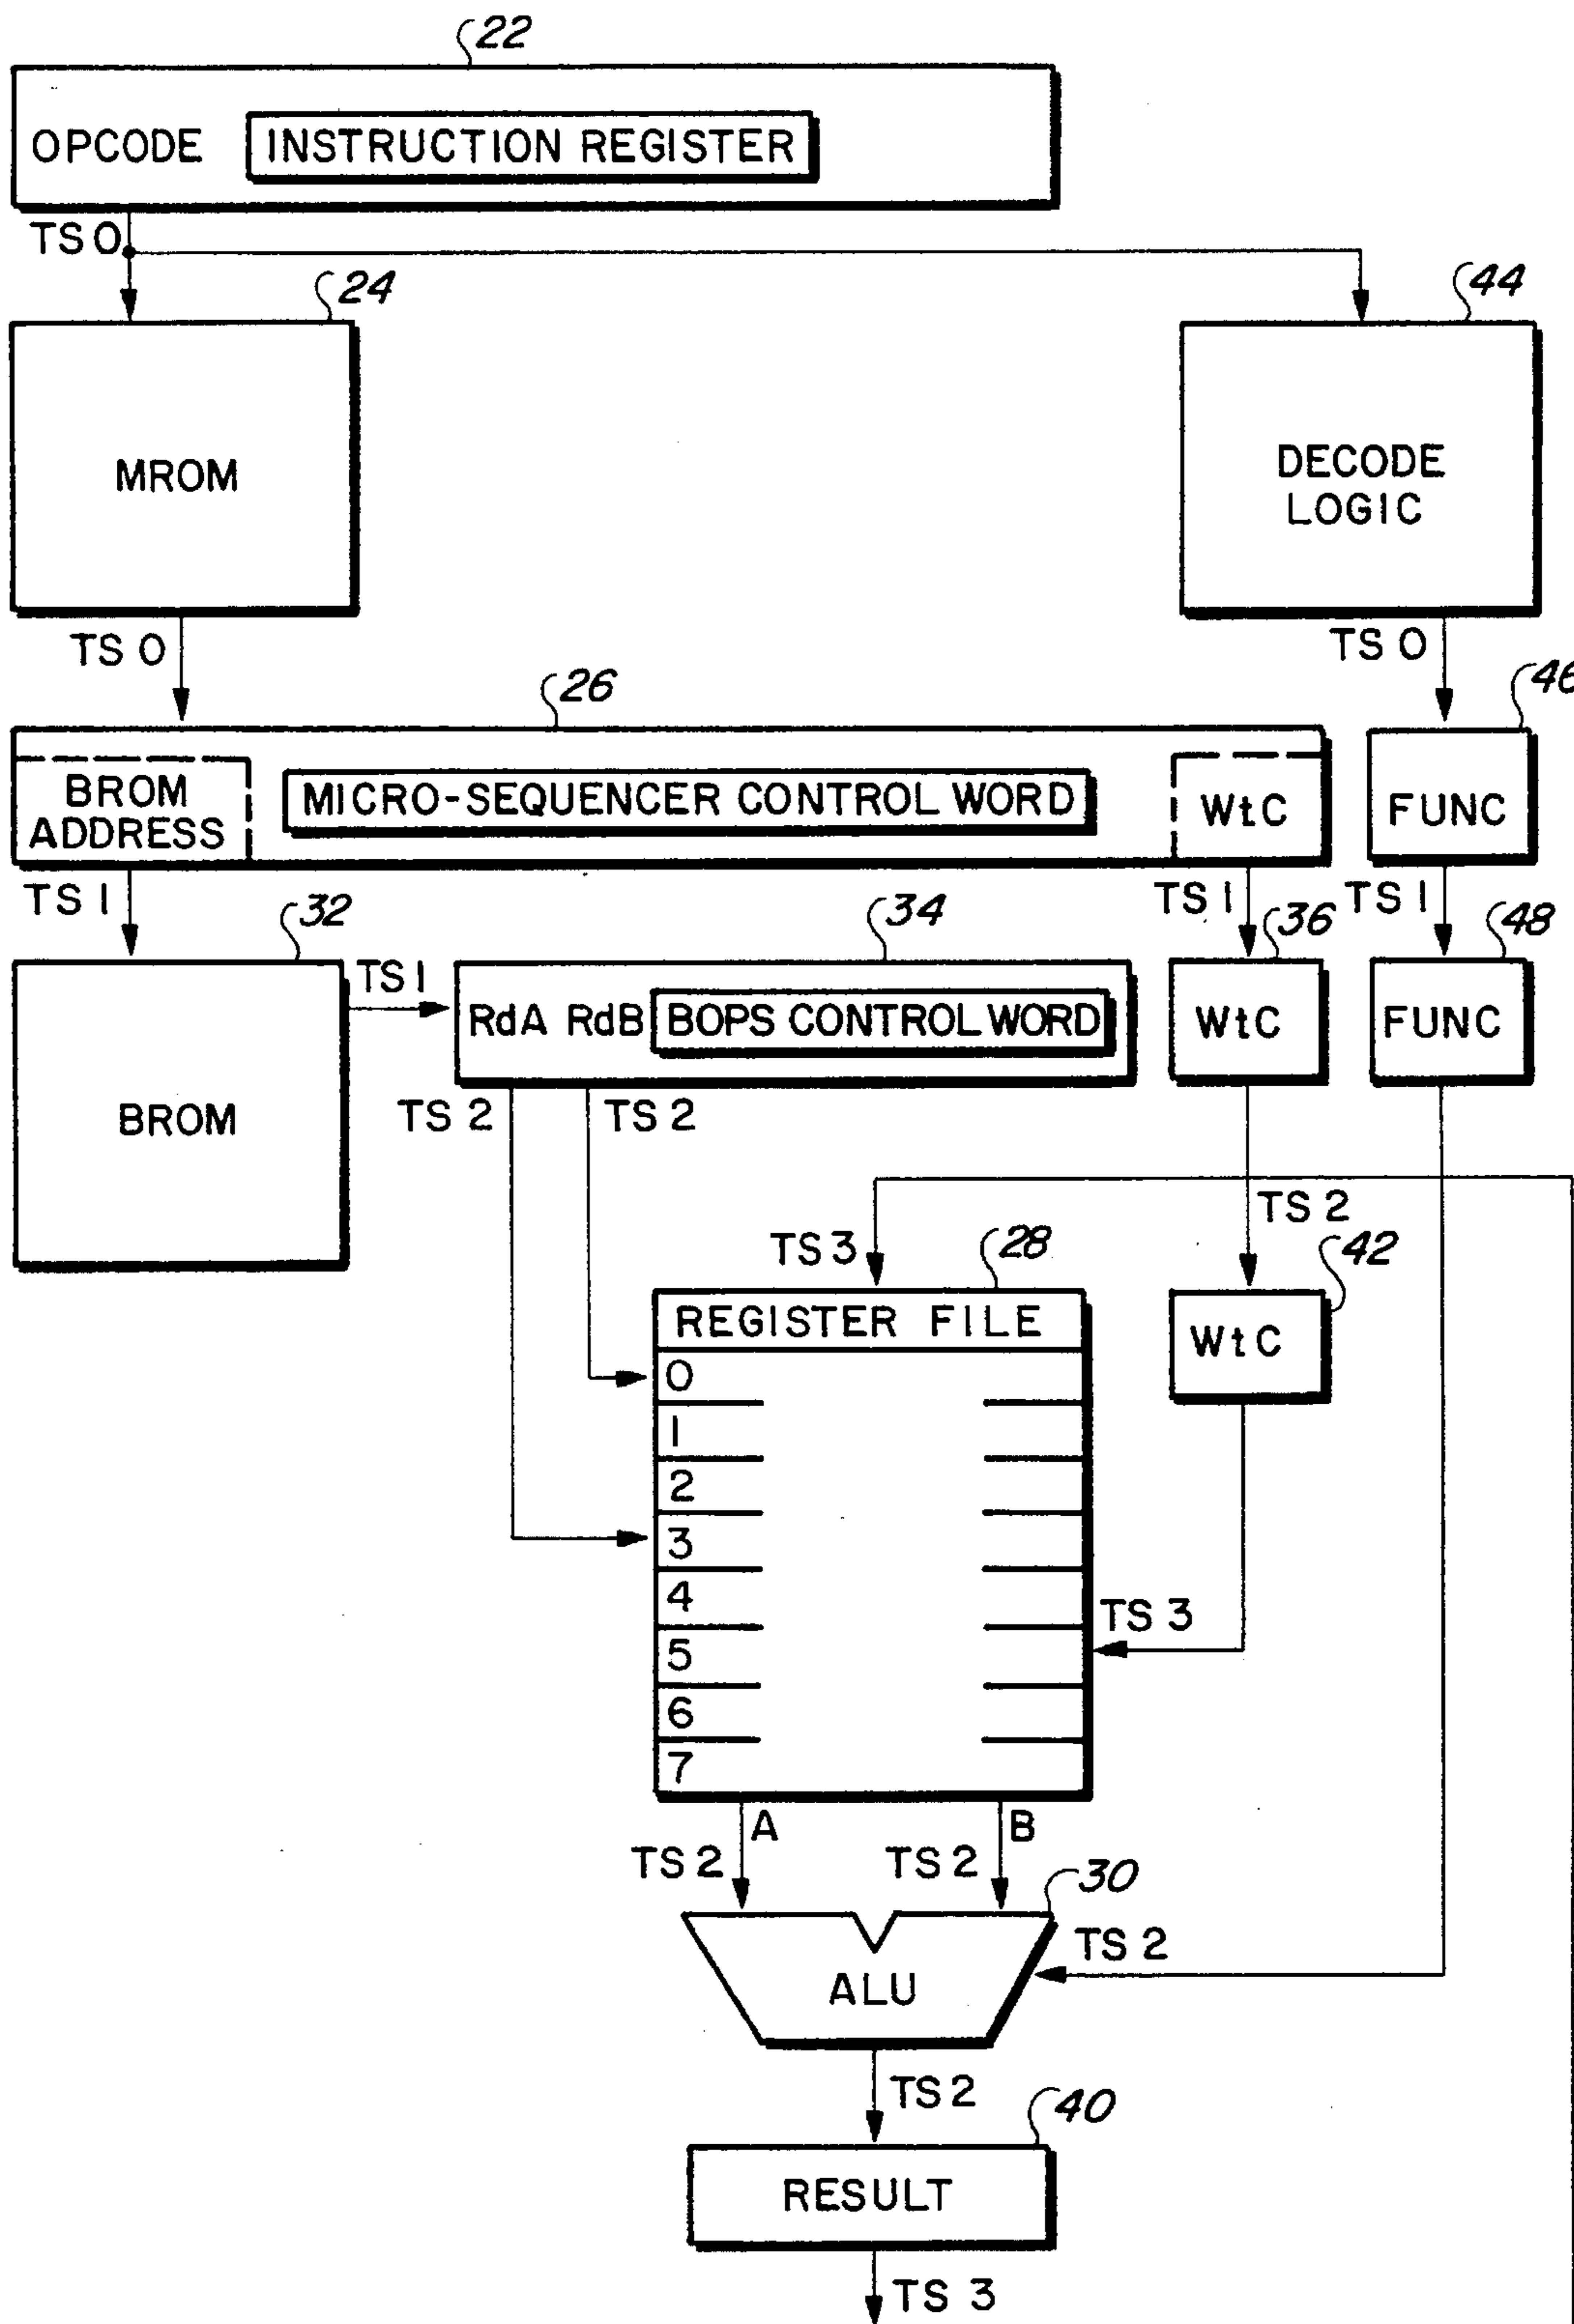 22
OPCODE INSTRUCTION REGISTER
TS 0
24
44
MROM
DECODE
LOGIC
TS 0
TS 0
26
46
BROM
ADDRESS
MICRO-SEQUENCER CONTROL WORD
WtC
FUNC
TS 1
TS 1
TS 1
32
34
36
48
BROM
TS 1
RdA RdB BOPS CONTROL WORD
WtC
FUNC
TS 2
TS 2
TS 2
TS 3
28
42
REGISTER FILE
WtC
0
1
2
3
4
5
6
7
TS 3
A
B
TS 2
TS 2
30
TS 2
ALU
TS 2
40
RESULT
TS 3